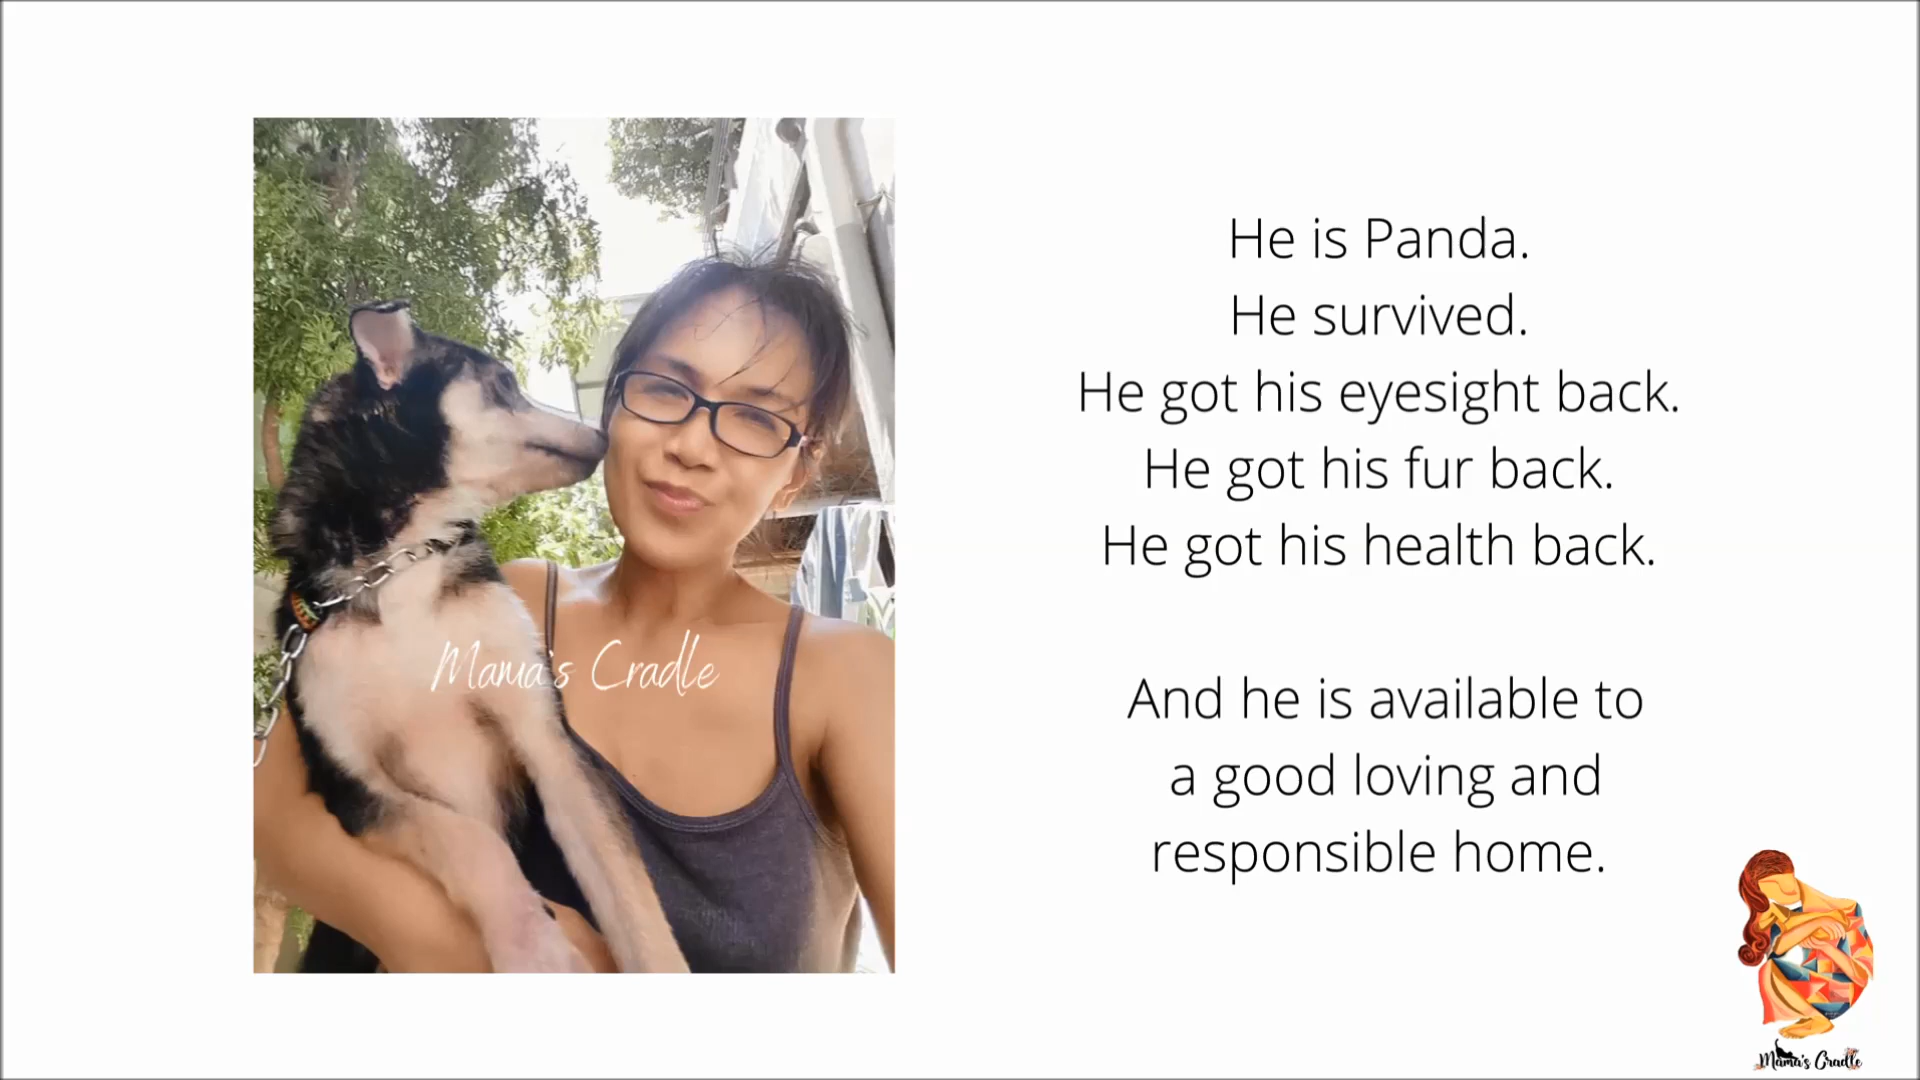 He is Panda.
He survived.
He got his eyesight back.
He got his fur back.
He got his health back.
And he is available to
a good loving and
responsible home.
Mama's Cradle
Mama's Cradle